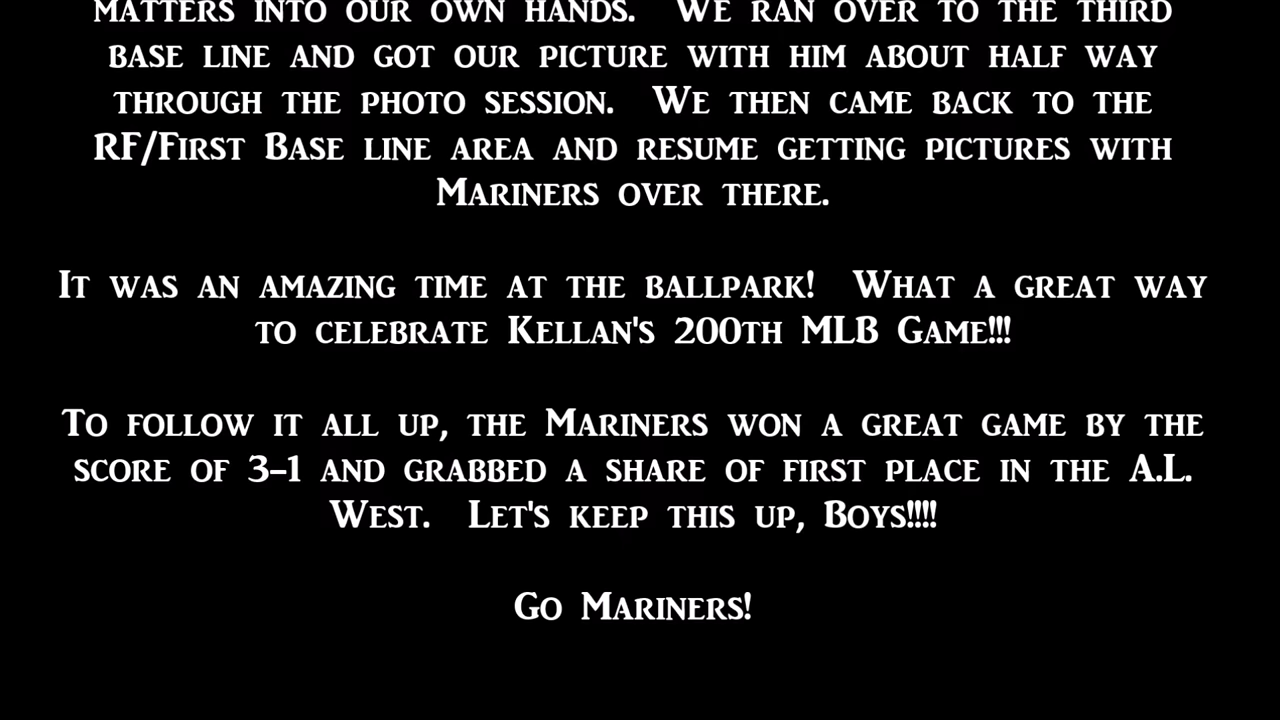 MATTERS INTO OUR OWN HANDS.  WE RAN OVER TO THE THIRD
BASE LINE AND GOT OUR PICTURE WITH HIM ABOUT HALF WAY
THROUGH THE PHOTO SESSION.  WE THEN CAME BACK TO THE
RF/FIRST BASE LINE AREA AND RESUME GETTING PICTURES WITH
MARINERS OVER THERE.
IT WAS AN AMAZING TIME AT THE BALLPARK!  WHAT A GREAT WAY
TO CELEBRATE KELLAN'S 200TH MLB GAME!!!
TO FOLLOW IT ALL UP, THE MARINERS WON A GREAT GAME BY THE
SCORE OF 3-1 AND GRABBED A SHARE OF FIRST PLACE IN THE A.L.
WEST.  LET'S KEEP THIS UP, BOYS!!!!
GO MARINERS!